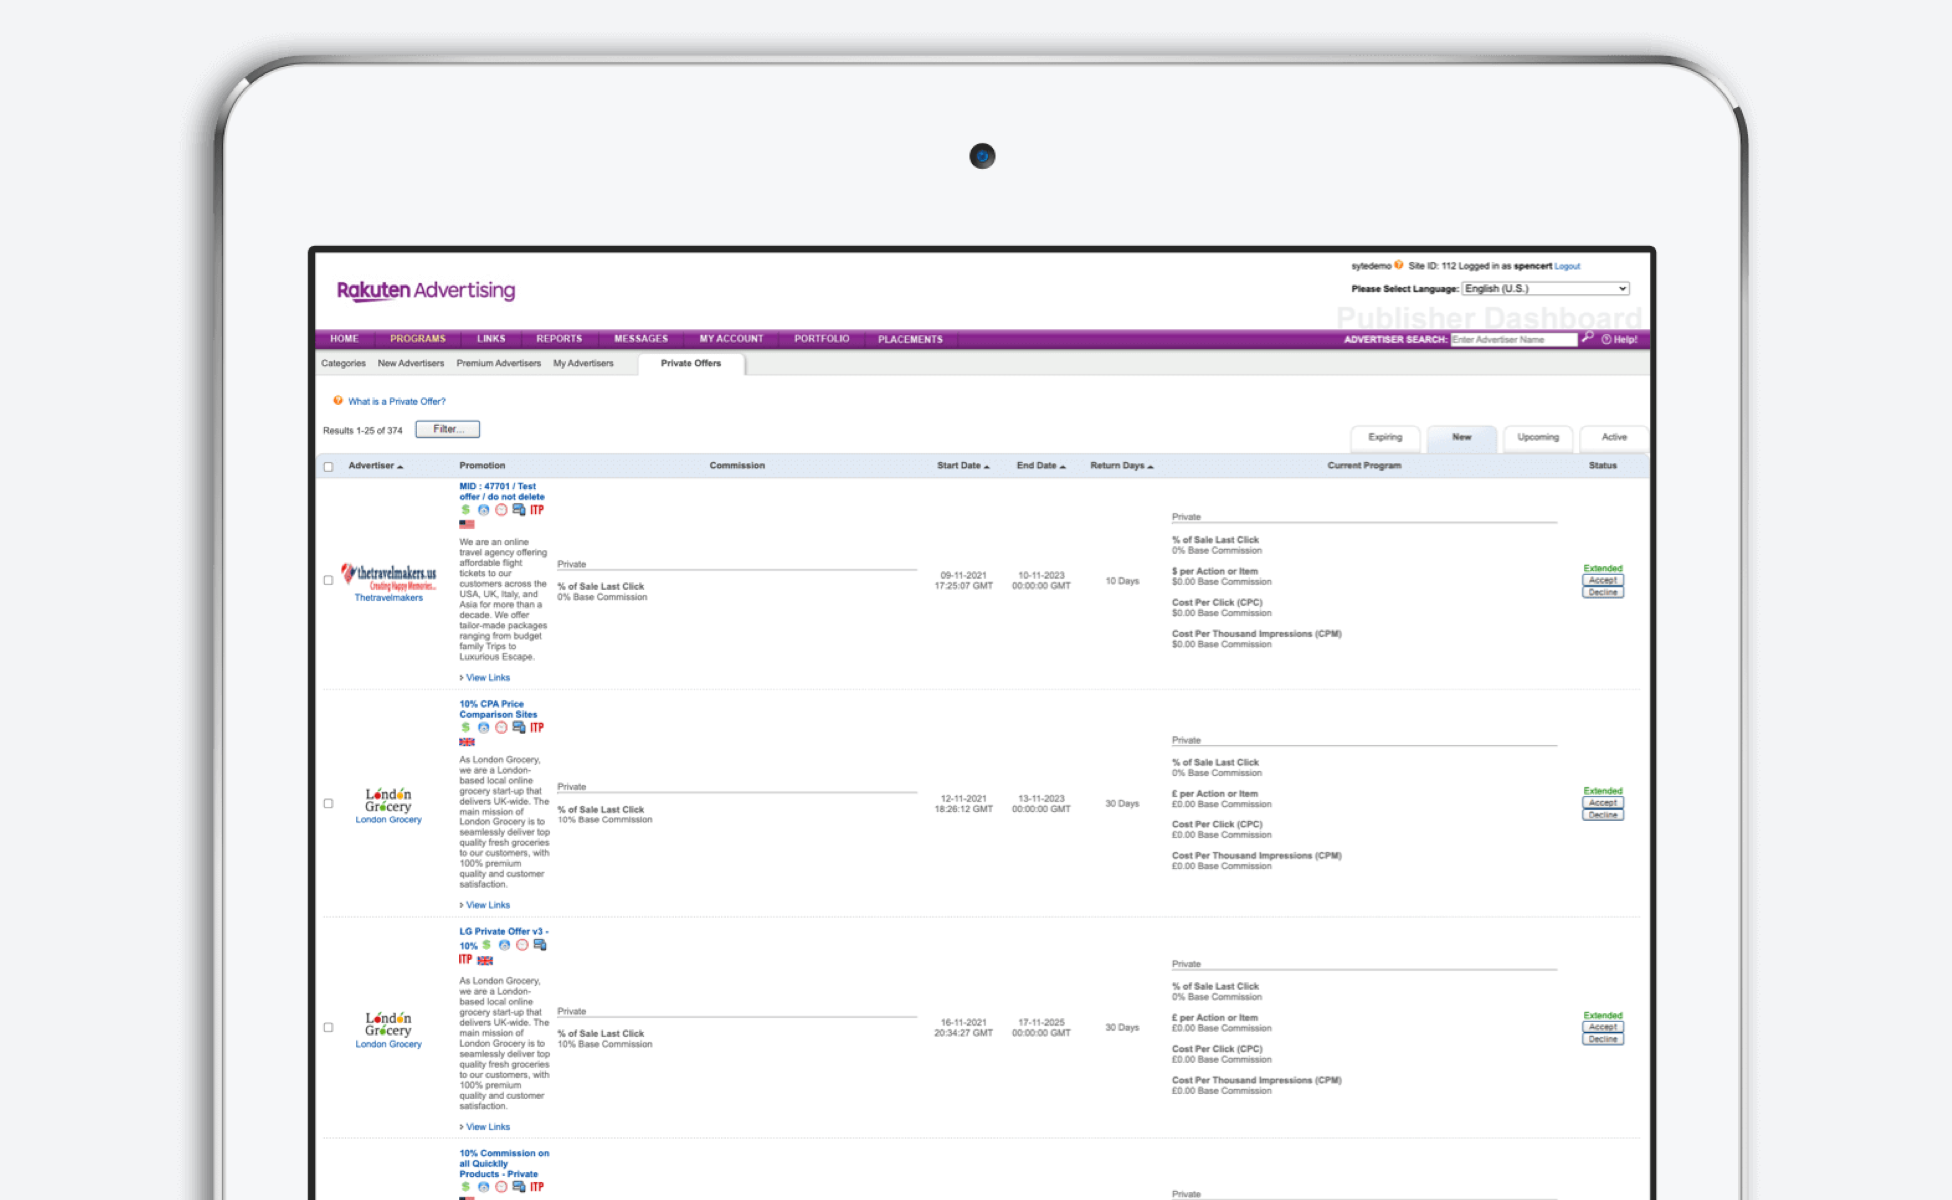 sytedemo Site ID: 112 Logged in as spencert Logout
Rakuten Advertising
Please Select Language: English (U.S.)
Publisher Dashboard
HOME PROGRAMS LINKS REPORTS MESSAGES MY ACCOUNT PORTFOLIO PLACEMENTS ADVERTISER SEARCH: Enter Advertiser Name Help!
Categories New Advertisers Premium Advertisers My Advertisers Private Offers
What is a Private Offer?
Results 1-25 of 374 Filter...
Expiring New Upcoming Active
Advertiser Promotion Commission Start Date End Date Return Days Current Program Status
thetravelmakers.us
Creating Happy Memories...
Thetravelmakers
MID : 47701 / Test
offer / do not delete
$ ITP
We are an online
travel agency offering
affordable flight
tickets to our
customers across the
USA, UK, Italy, and
Asia for more than a
decade. We offer
tailor-made packages
ranging from budget
family Trips to
Luxurious Escape.
View Links
Private
% of Sale Last Click
0% Base Commission
09-11-2021
17:25:07 GMT
10-11-2023
00:00:00 GMT
10 Days
Private
% of Sale Last Click
0% Base Commission
$ per Action or Item
$0.00 Base Commission
Cost Per Click (CPC)
$0.00 Base Commission
Cost Per Thousand Impressions (CPM)
$0.00 Base Commission
Extended
Accept
Decline
London
Grocery
London Grocery
10% CPA Price
Comparison Sites
$ ITP
As London Grocery,
we are a London-
based local online
grocery start-up that
delivers UK-wide. The
main mission of
London Grocery is to
seamlessly deliver top
quality fresh groceries
to our customers, with
100% premium
quality and customer
satisfaction.
View Links
Private
% of Sale Last Click
10% Base Commission
12-11-2021
18:26:12 GMT
13-11-2023
00:00:00 GMT
30 Days
Private
% of Sale Last Click
0% Base Commission
£ per Action or Item
£0.00 Base Commission
Cost Per Click (CPC)
£0.00 Base Commission
Cost Per Thousand Impressions (CPM)
£0.00 Base Commission
Extended
Accept
Decline
London
Grocery
London Grocery
LG Private Offer v3 -
10% $
ITP
As London Grocery,
we are a London-
based local online
grocery start-up that
delivers UK-wide. The
main mission of
London Grocery is to
seamlessly deliver top
quality fresh groceries
to our customers, with
100% premium
quality and customer
satisfaction.
View Links
Private
% of Sale Last Click
10% Base Commission
16-11-2021
20:34:27 GMT
17-11-2025
00:00:00 GMT
30 Days
Private
% of Sale Last Click
0% Base Commission
£ per Action or Item
£0.00 Base Commission
Cost Per Click (CPC)
£0.00 Base Commission
Cost Per Thousand Impressions (CPM)
£0.00 Base Commission
Extended
Accept
Decline
10% Commission on
all Quicklly
Products - Private
$ ITP
Private